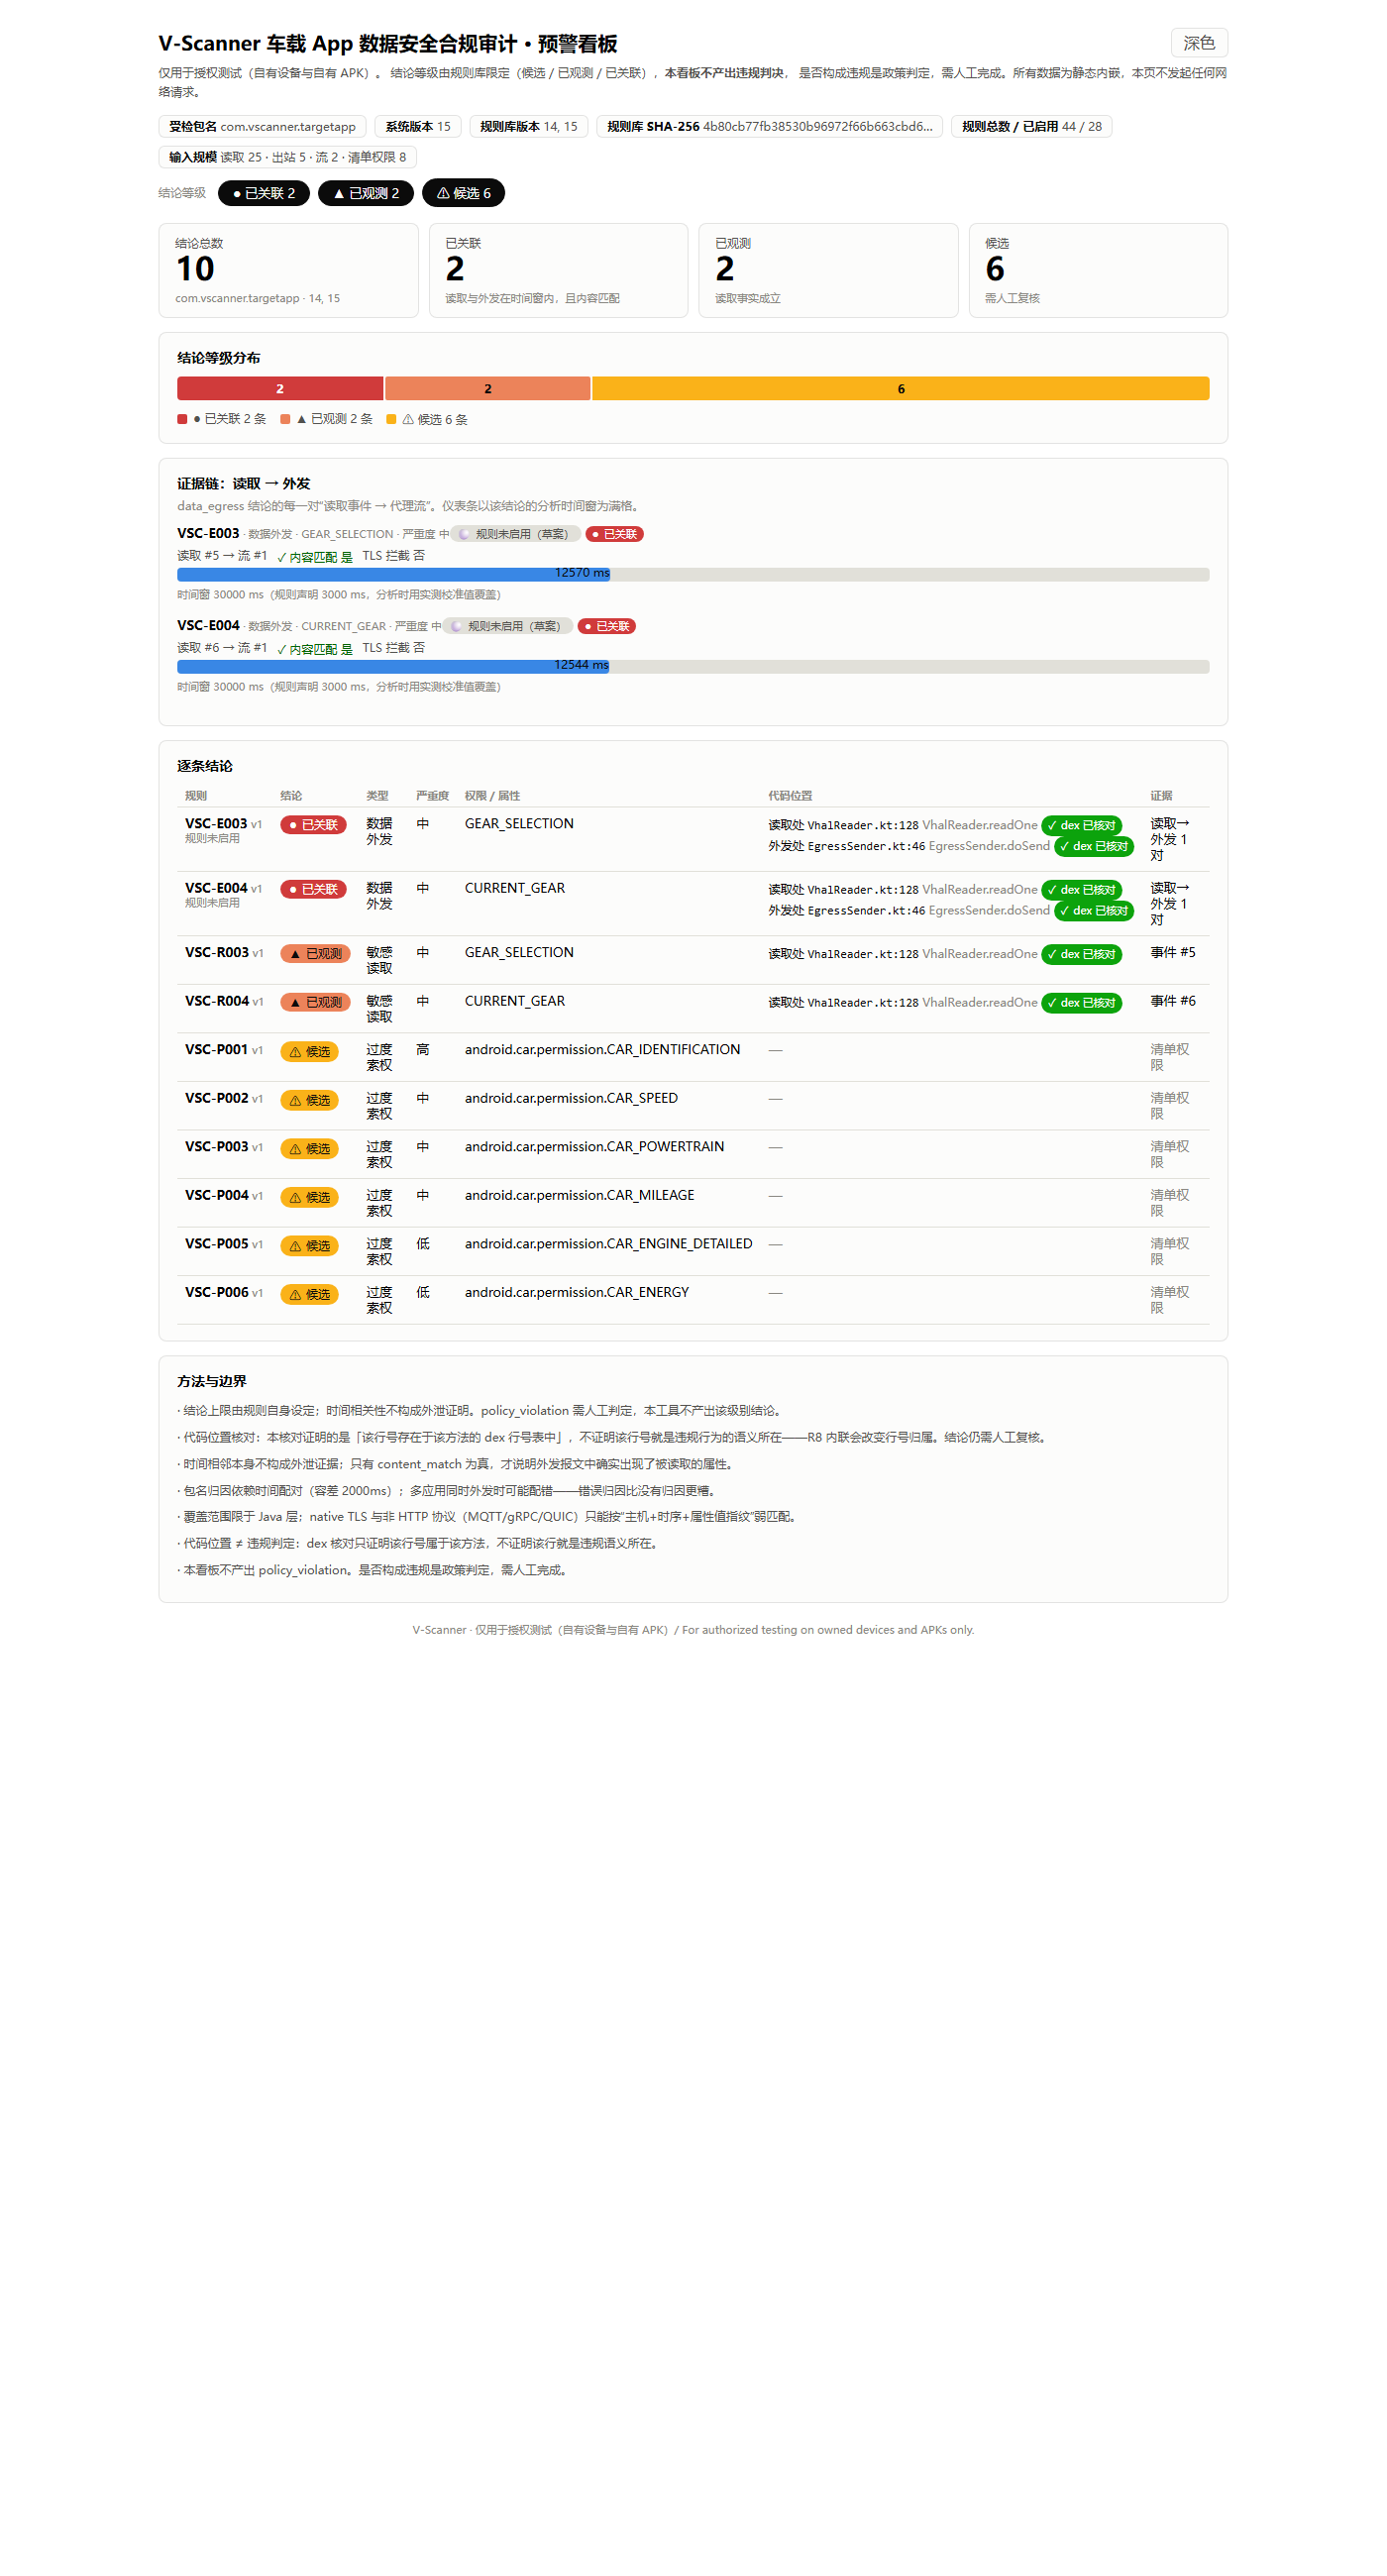 V-Scanner 车载 App 数据安全合规审计 · 预警看板
深色
仅用于授权测试（自有设备与自有 APK）。 结论等级由规则库限定（候选 / 已观测 / 已关联），本看板不产出违规判决， 是否构成违规是政策判定，需人工完成。所有数据为静态内嵌，本页不发起任何网
络请求。
受检包名 com.vscanner.targetapp 系统版本 15 规则库版本 14, 15 规则库 SHA-256 4b80cb77fb38530b96972f66b663cbd6… 规则总数 / 已启用 44 / 28
输入规模 读取 25 · 出站 5 · 流 2 · 清单权限 8
结论等级 ● 已关联 2 ▲ 已观测 2 ⚠ 候选 6
结论总数 已关联 已观测 候选
10 2 2 6
com.vscanner.targetapp · 14, 15 读取与外发在时间窗内，且内容匹配 读取事实成立 需人工复核
结论等级分布
2 2 6
● 已关联 2 条 ▲ 已观测 2 条 ⚠ 候选 6 条
证据链：读取 → 外发
data_egress 结论的每一对“读取事件 → 代理流”。仪表条以该结论的分析时间窗为满格。
VSC-E003 · 数据外发 · GEAR_SELECTION · 严重度 中 规则未启用（草案） ● 已关联
读取 #5 → 流 #1 ✓ 内容匹配 是 TLS 拦截 否
12570 ms
时间窗 30000 ms（规则声明 3000 ms，分析时用实测校准值覆盖）
VSC-E004 · 数据外发 · CURRENT_GEAR · 严重度 中 规则未启用（草案） ● 已关联
读取 #6 → 流 #1 ✓ 内容匹配 是 TLS 拦截 否
12544 ms
时间窗 30000 ms（规则声明 3000 ms，分析时用实测校准值覆盖）
逐条结论
规则 结论 类型 严重度 权限 / 属性 代码位置 证据
VSC-E003 v1 ● 已关联 数据 中 GEAR_SELECTION 读取处 VhalReader.kt:128 VhalReader.readOne ✓ dex 已核对 读取→
规则未启用 外发 外发处 EgressSender.kt:46 EgressSender.doSend ✓ dex 已核对 外发 1
对
VSC-E004 v1 ● 已关联 数据 中 CURRENT_GEAR 读取处 VhalReader.kt:128 VhalReader.readOne ✓ dex 已核对 读取→
规则未启用 外发 外发处 EgressSender.kt:46 EgressSender.doSend ✓ dex 已核对 外发 1
对
VSC-R003 v1 ▲ 已观测 敏感 中 GEAR_SELECTION 读取处 VhalReader.kt:128 VhalReader.readOne ✓ dex 已核对 事件 #5
读取
VSC-R004 v1 ▲ 已观测 敏感 中 CURRENT_GEAR 读取处 VhalReader.kt:128 VhalReader.readOne ✓ dex 已核对 事件 #6
读取
VSC-P001 v1 ⚠ 候选 过度 高 android.car.permission.CAR_IDENTIFICATION — 清单权
索权 限
VSC-P002 v1 ⚠ 候选 过度 中 android.car.permission.CAR_SPEED — 清单权
索权 限
VSC-P003 v1 ⚠ 候选 过度 中 android.car.permission.CAR_POWERTRAIN — 清单权
索权 限
VSC-P004 v1 ⚠ 候选 过度 中 android.car.permission.CAR_MILEAGE — 清单权
索权 限
VSC-P005 v1 ⚠ 候选 过度 低 android.car.permission.CAR_ENGINE_DETAILED — 清单权
索权 限
VSC-P006 v1 ⚠ 候选 过度 低 android.car.permission.CAR_ENERGY — 清单权
索权 限
方法与边界
· 结论上限由规则自身设定；时间相关性不构成外泄证明。policy_violation 需人工判定，本工具不产出该级别结论。
· 代码位置核对：本核对证明的是「该行号存在于该方法的 dex 行号表中」，不证明该行号就是违规行为的语义所在——R8 内联会改变行号归属。结论仍需人工复核。
· 时间相邻本身不构成外泄证据；只有 content_match 为真，才说明外发报文中确实出现了被读取的属性。
· 包名归因依赖时间配对（容差 2000ms）；多应用同时外发时可能配错——错误归因比没有归因更糟。
· 覆盖范围限于 Java 层；native TLS 与非 HTTP 协议（MQTT/gRPC/QUIC）只能按“主机+时序+属性值指纹”弱匹配。
· 代码位置 ≠ 违规判定：dex 核对只证明该行号属于该方法，不证明该行就是违规语义所在。
· 本看板不产出 policy_violation。是否构成违规是政策判定，需人工完成。
V-Scanner · 仅用于授权测试（自有设备与自有 APK）/ For authorized testing on owned devices and APKs only.